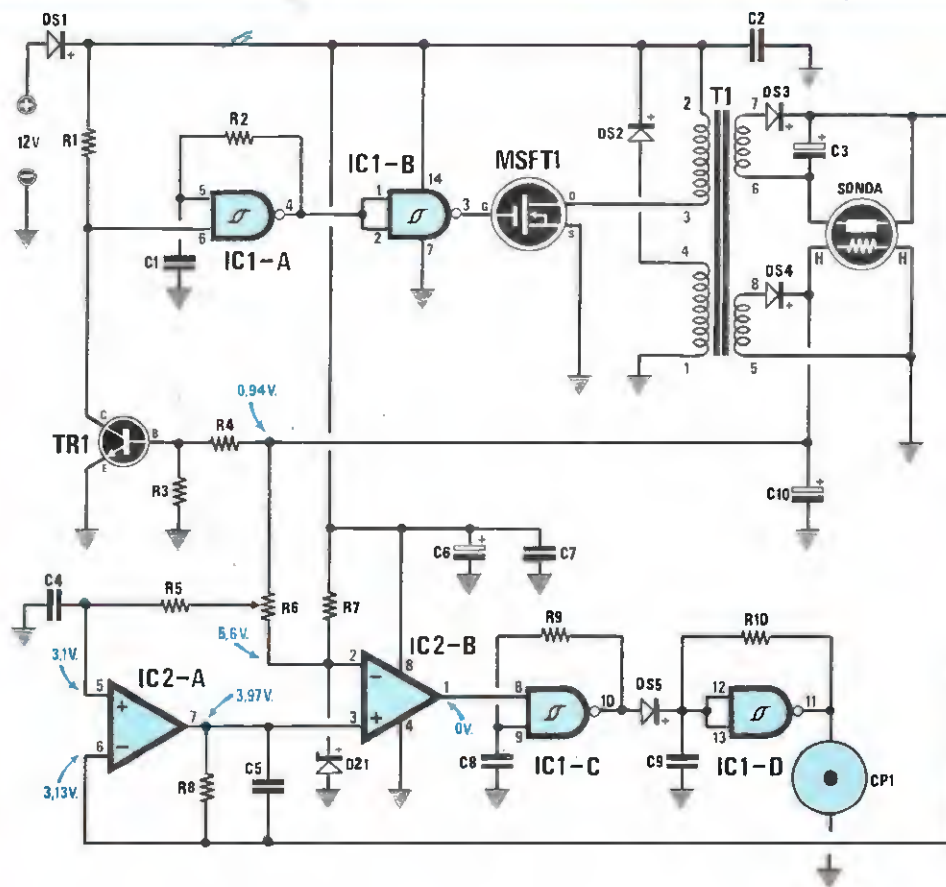 DS1
C2
12V
R1
R2
IC1-B
MSFT1
DS2
2
T1
7
DS3
C3
SONDA
5
4
6
IC1-A
C1
1
2
14
3
7
G
D
S
3
6
4
DS4
8
H
H
1
5
0,94V.
TR1
C
B
E
R4
R3
C10
C4
R5
R6
R7
C6
C7
5,6V.
IC2-B
R9
R10
3,1V.
IC2-A
3,97V.
5
7
6
2
3
8
4
1
0V.
8
9
10
DS5
12
13
11
3,13V.
R8
C5
DZ1
C8
IC1-C
C9
IC1-D
CP1